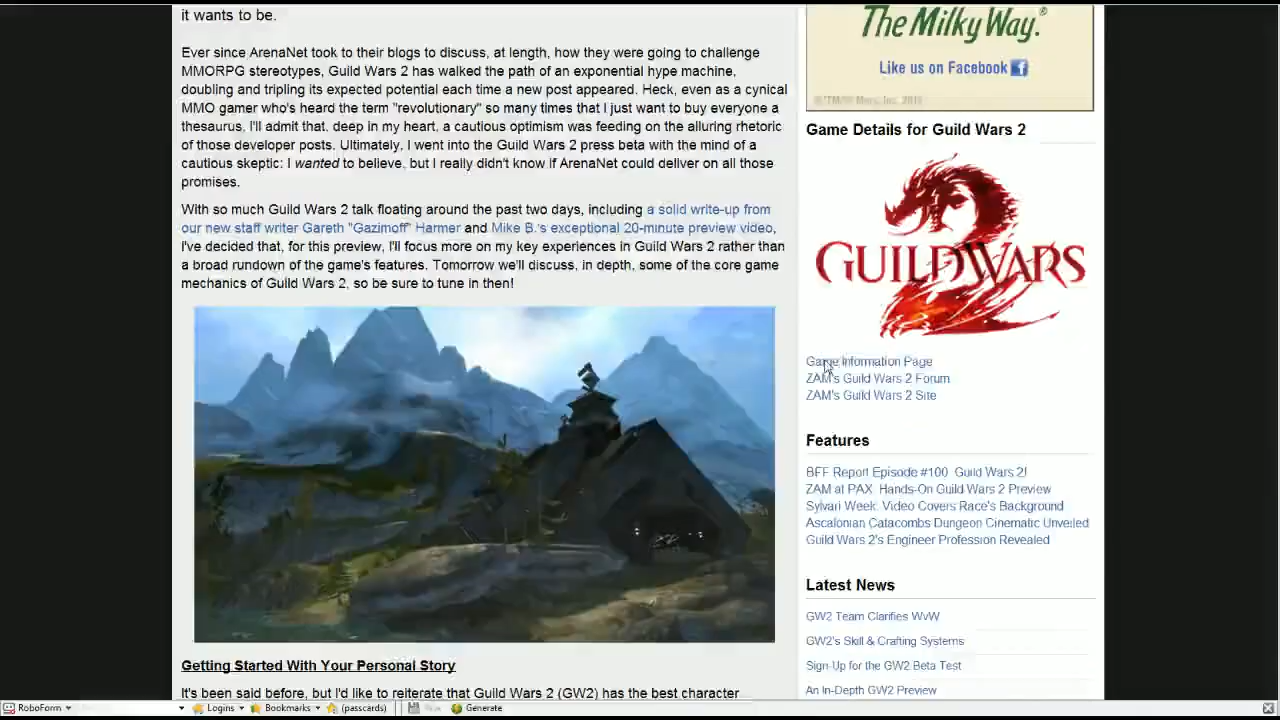 it wants to be.
Ever since ArenaNet took to their blogs to discuss, at length, how they were going to challenge
MMORPG stereotypes, Guild Wars 2 has walked the path of an exponential hype machine,
doubling and tripling its expected potential each time a new post appeared. Heck, even as a cynical
MMO gamer who's heard the term "revolutionary" so many times that I just want to buy everyone a
thesaurus, I'll admit that, deep in my heart, a cautious optimism was feeding on the alluring rhetoric
of those developer posts. Ultimately, I went into the Guild Wars 2 press beta with the mind of a
cautious skeptic: I wanted to believe, but I really didn't know if ArenaNet could deliver on all those
promises.
With so much Guild Wars 2 talk floating around the past two days, including a solid write-up from
our new staff writer Gareth "Gazimoff" Harmer and Mike B.'s exceptional 20-minute preview video,
I've decided that, for this preview, I'll focus more on my key experiences in Guild Wars 2 rather than
a broad rundown of the game's features. Tomorrow we'll discuss, in depth, some of the core game
mechanics of Guild Wars 2, so be sure to tune in then!
Getting Started With Your Personal Story
It's been said before, but I'd like to reiterate that Guild Wars 2 (GW2) has the best character
The Milky Way.®
Like us on Facebook
®TM/© Mars, Inc.
Game Details for Guild Wars 2
GUILD WARS
2
Game Information Page
ZAM's Guild Wars 2 Forum
ZAM's Guild Wars 2 Site
Features
BFF Report Episode #100 Guild Wars 2!
ZAM at PAX Hands-On Guild Wars 2 Preview
Sylvari Week: Video Covers Race's Background
Ascalonian Catacombs Dungeon Cinematic Unveiled
Guild Wars 2's Engineer Profession Revealed
Latest News
GW2 Team Clarifies WvW
GW2's Skill & Crafting Systems
Sign-Up for the GW2 Beta Test
An In-Depth GW2 Preview
RoboForm Logins Bookmarks (passcards) Save Generate